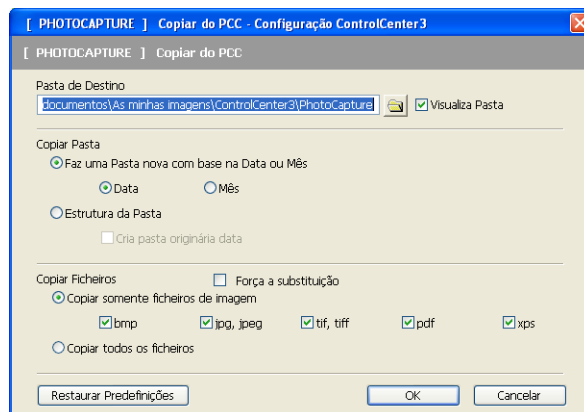 [ PHOTOCAPTURE ] Copiar do PCC - Configuração ControlCenter3
[ PHOTOCAPTURE ] Copiar do PCC
Pasta de Destino
documentos\As minhas imagens\ControlCenter3\PhotoCapture
Visualiza Pasta
Copiar Pasta
Faz uma Pasta nova com base na Data ou Mês
Data Mês
Estrutura da Pasta
Cria pasta originária data
Copiar Ficheiros Força a substituição
Copiar somente ficheiros de imagem
bmp jpg, jpeg tif, tiff pdf xps
Copiar todos os ficheiros
Restaurar Predefinições OK Cancelar